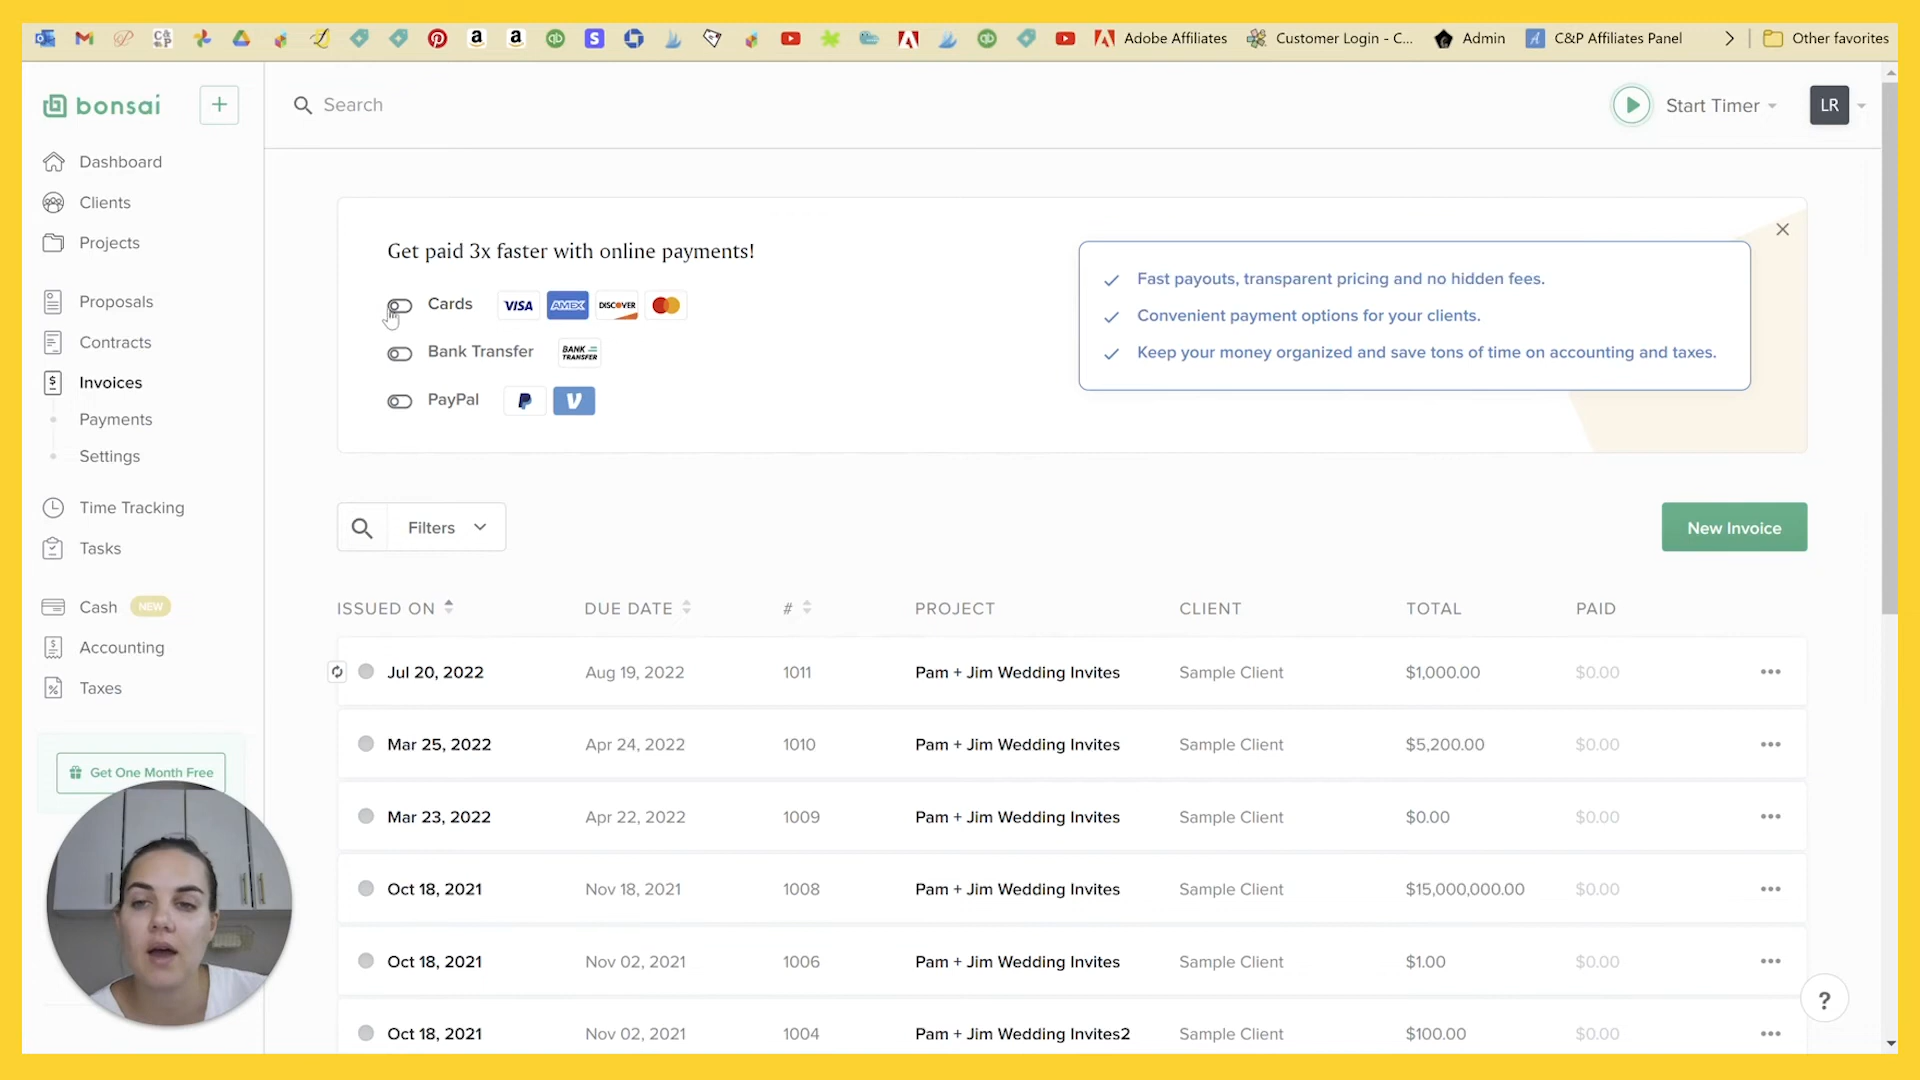 Adobe Affiliates
Customer Login - C...
Admin
C&P Affiliates Panel
Other favorites
bonsai
Search
Start Timer
LR
Dashboard
Clients
Projects
Proposals
Contracts
Invoices
Payments
Settings
Time Tracking
Tasks
Cash NEW
Accounting
Taxes
Get One Month Free
Get paid 3x faster with online payments!
Cards VISA AMEX DISCOVER
Bank Transfer BANK TRANSFER
PayPal
Fast payouts, transparent pricing and no hidden fees.
Convenient payment options for your clients.
Keep your money organized and save tons of time on accounting and taxes.
Filters
New Invoice
ISSUED ON DUE DATE # PROJECT CLIENT TOTAL PAID
Jul 20, 2022 Aug 19, 2022 1011 Pam + Jim Wedding Invites Sample Client $1,000.00 $0.00
Mar 25, 2022 Apr 24, 2022 1010 Pam + Jim Wedding Invites Sample Client $5,200.00 $0.00
Mar 23, 2022 Apr 22, 2022 1009 Pam + Jim Wedding Invites Sample Client $0.00 $0.00
Oct 18, 2021 Nov 18, 2021 1008 Pam + Jim Wedding Invites Sample Client $15,000,000.00 $0.00
Oct 18, 2021 Nov 02, 2021 1006 Pam + Jim Wedding Invites Sample Client $1.00 $0.00
Oct 18, 2021 Nov 02, 2021 1004 Pam + Jim Wedding Invites2 Sample Client $100.00 $0.00
?